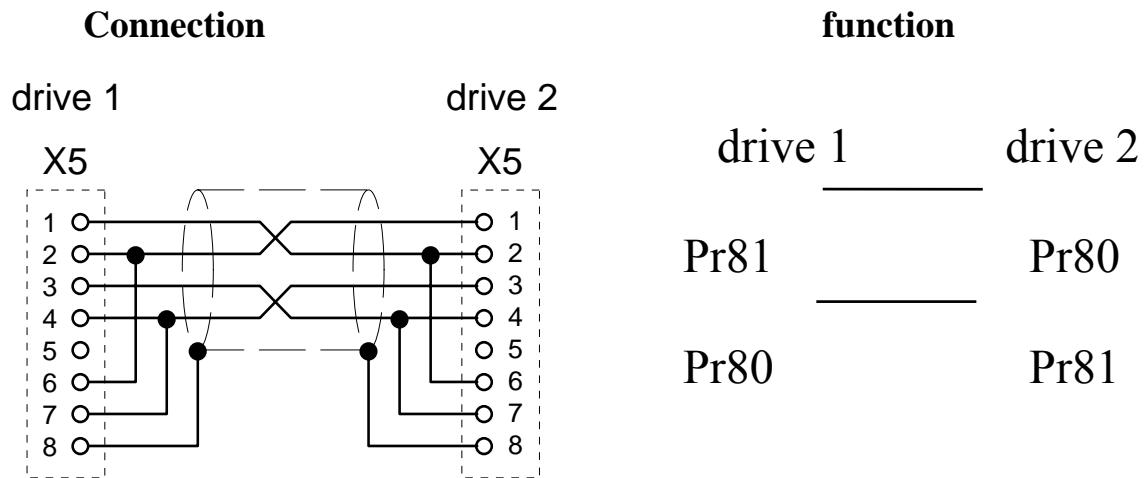 Connection function
drive 1 drive 2
X5 X5
drive 1 drive 2
1 1
2 2
Pr81 Pr80
3 3
4 4
5 5
Pr80 Pr81
6 6
7 7
8 8